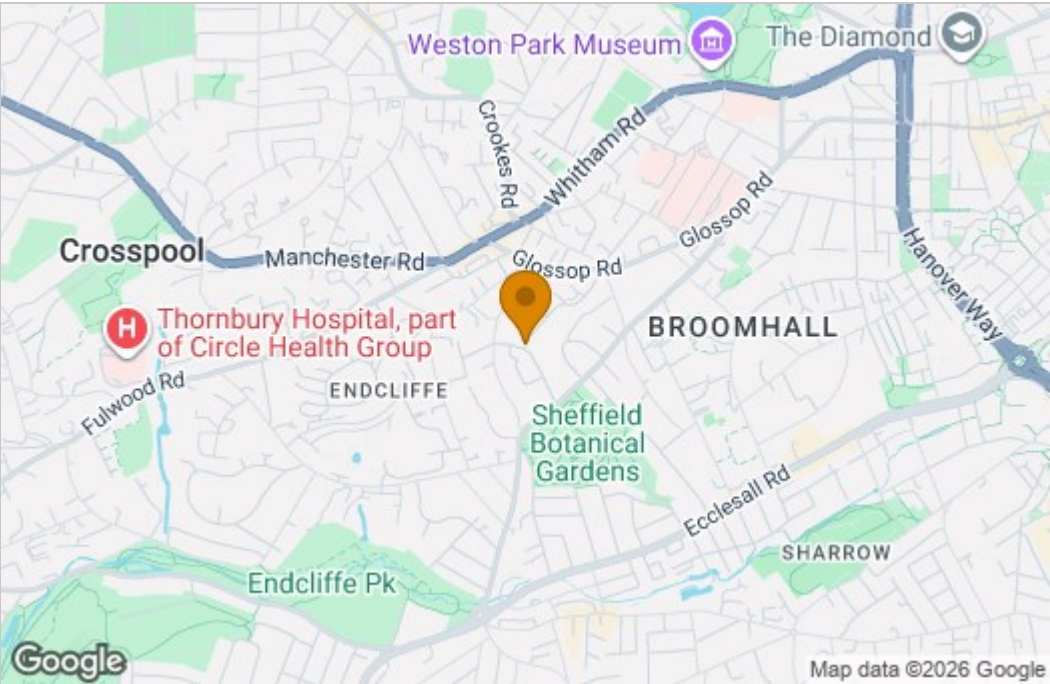 Weston Park Museum
The Diamond
Crookes Rd
Whitham Rd
Glossop Rd
Crosspool
Manchester Rd
Glossop Rd
Hanover Way
H
Thornbury Hospital, part
of Circle Health Group
BROOMHALL
Fulwood Rd
ENDCLIFFE
Sheffield
Botanical
Gardens
Ecclesall Rd
SHARROW
Endcliffe Pk
Google
Map data ©2026 Google